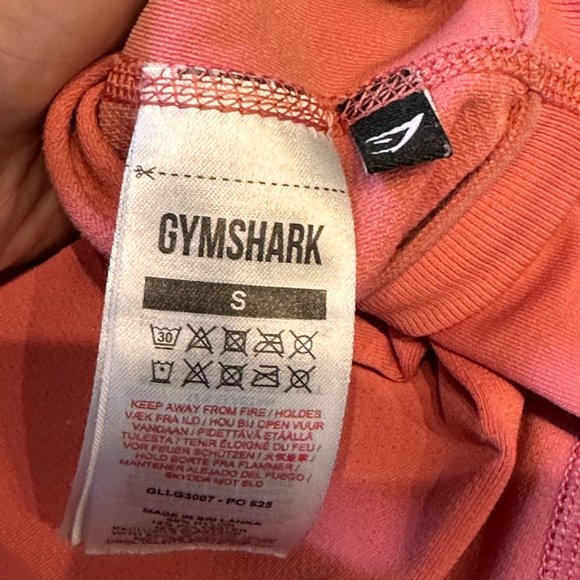 GYMSHARK
S
30
KEEP AWAY FROM FIRE / HOLDES
VÆK FRA ILD / HOU BIJ OPEN VUUR
VANDAAN / PIDETTÄVÄ ETÄÄLLÄ
TULESTA / TENIR ÉLOIGNÉ DU FEU /
VOR FEUER SCHÜTZEN / 火気厳禁 /
HOLD BORTE FRA FLAMMER /
MANTENER ALEJADO DEL FUEGO /
SKYDDA MOT ELD
GLLG3007 - PO 625
MADE IN SRI LANKA